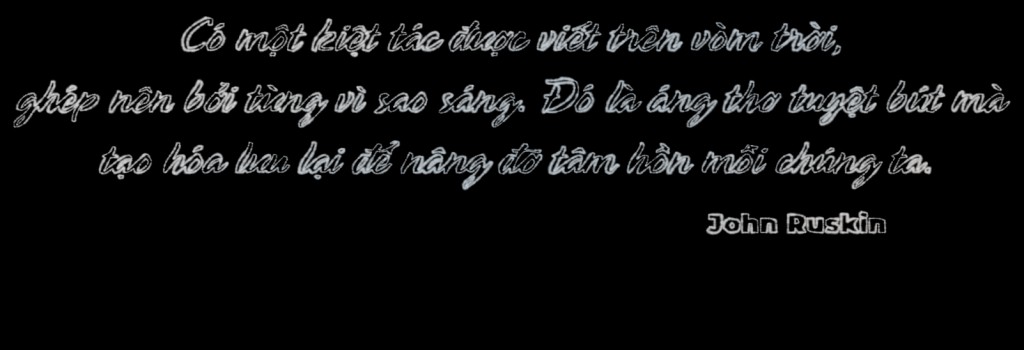 Có một kiệt tác được viết trên vòm trời,
ghép nên bởi từng vì sao sáng. Đó là áng thơ tuyệt bút mà
tạo hóa lưu lại để nâng đỡ tâm hồn mỗi chúng ta.
John Ruskin